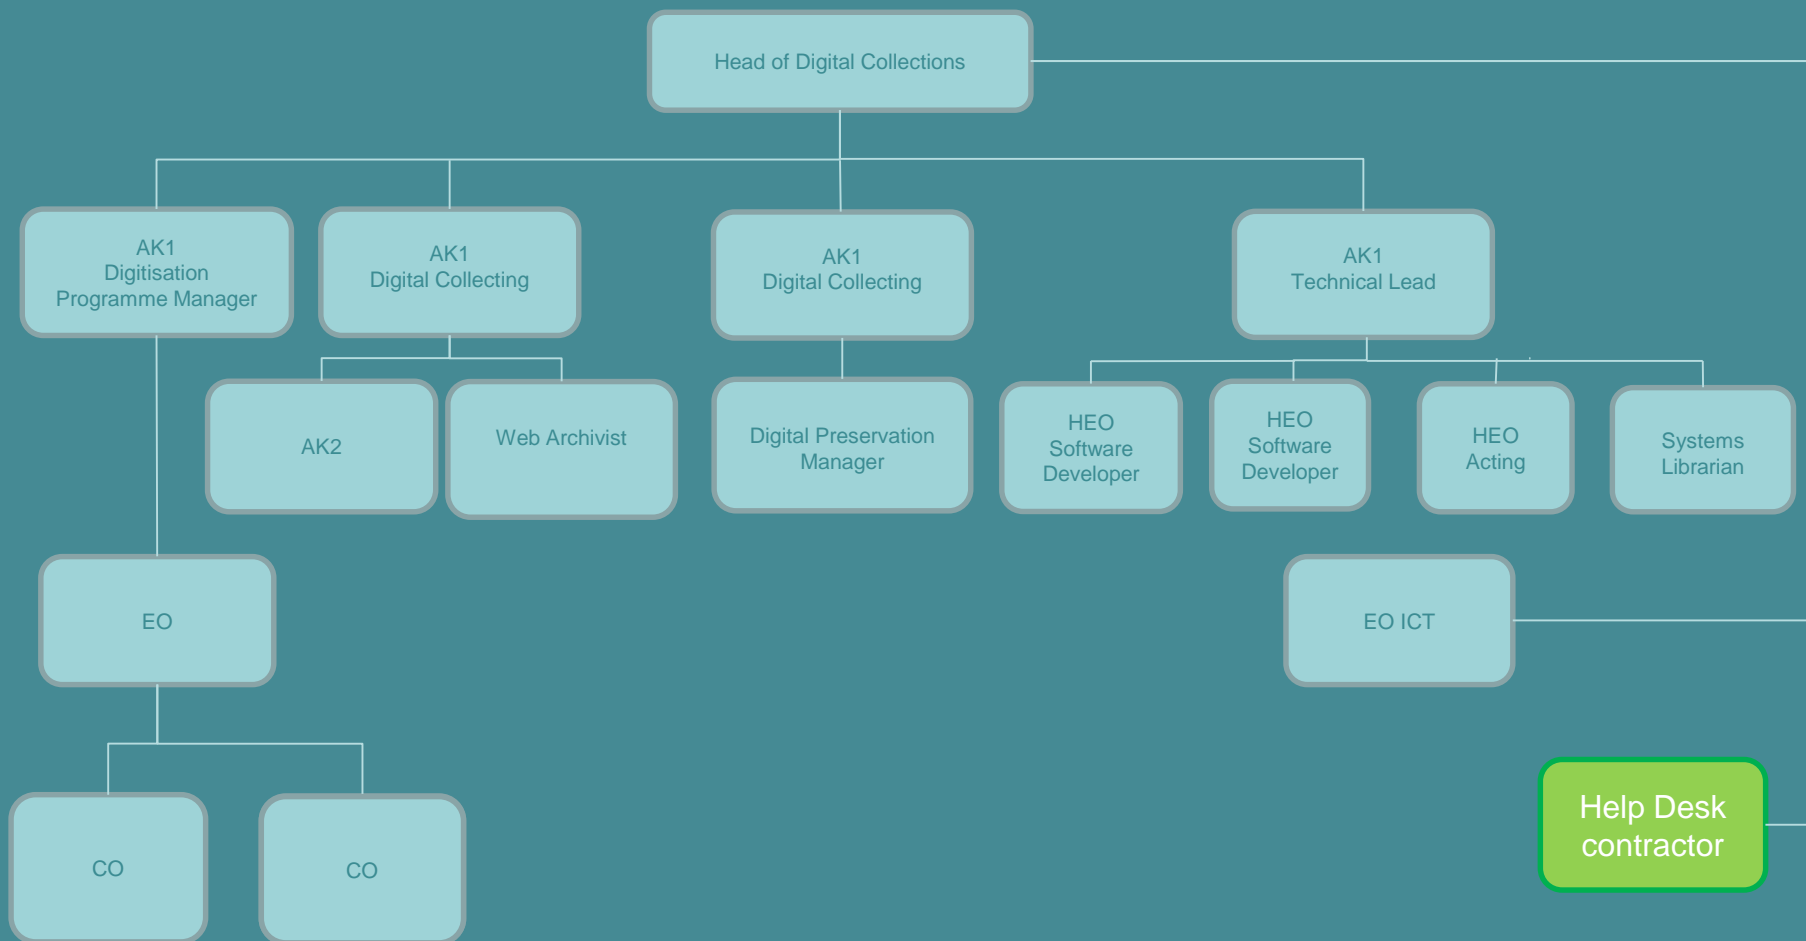 Head of Digital Collections
AK1
Digitisation
Programme Manager
AK1
Digital Collecting
AK1
Digital Collecting
AK1
Technical Lead
AK2
Web Archivist
Digital Preservation
Manager
HEO
Software
Developer
HEO
Software
Developer
HEO
Acting
Systems
Librarian
EO
EO ICT
Help Desk
contractor
CO
CO